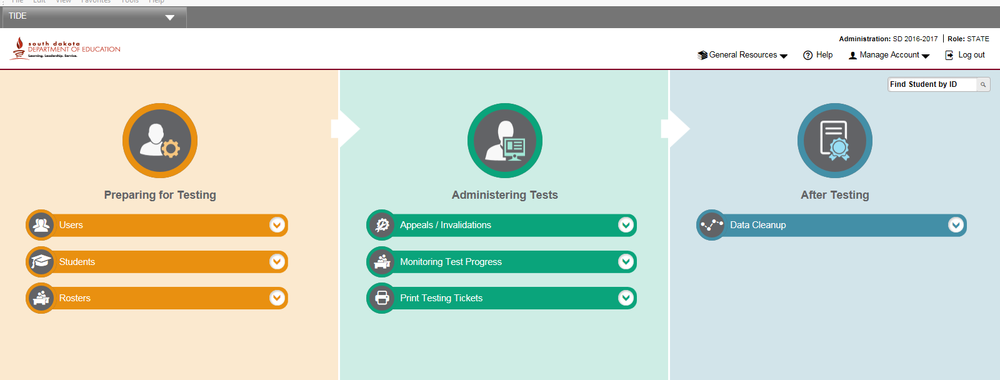 File Edit View Favorites Tools Help
TIDE
south dakota
DEPARTMENT OF EDUCATION
Learning. Leadership. Service.
Administration: SD 2016-2017 | Role: STATE
General Resources Help Manage Account Log out
Find Student by ID
Preparing for Testing
Users
Students
Rosters
Administering Tests
Appeals / Invalidations
Monitoring Test Progress
Print Testing Tickets
After Testing
Data Cleanup